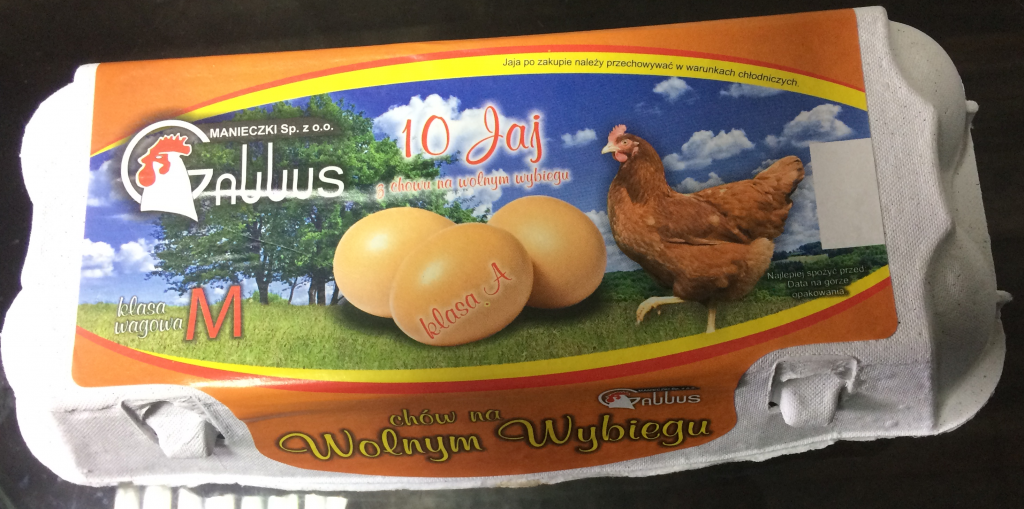 Jaja po zakupie należy przechowywać w warunkach chłodniczych.
MANIECZKI Sp. z o.o.
Gallus
10 Jaj
z chowu na wolnym wybiegu
klasa A
klasa
wagowa M
Najlepiej spożyć przed:
Data na górze
opakowania
Gallus
chów na
Wolnym Wybiegu